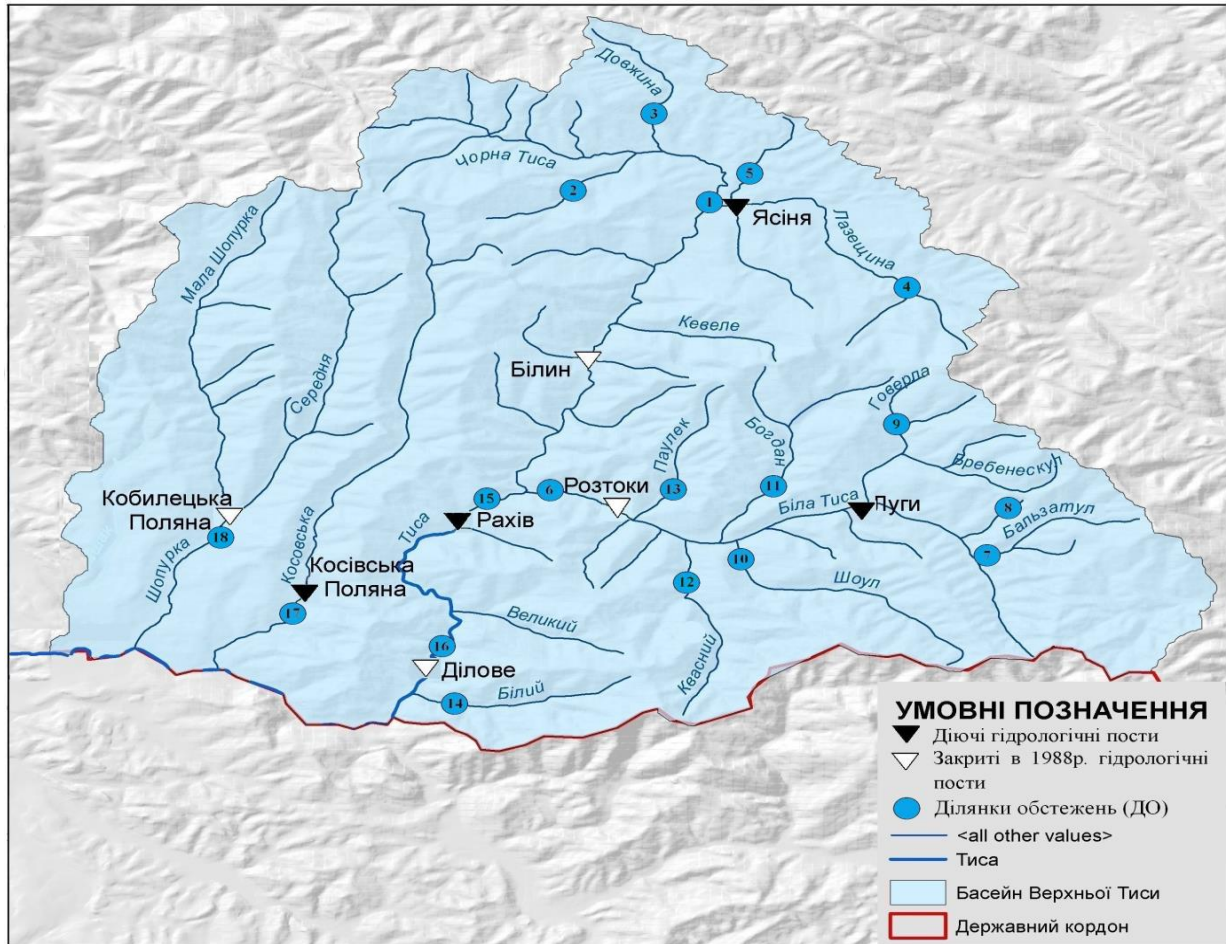 Довжина
3
Чорна Тиса
5
2
1
Ясіня
Лазещина
4
Мала Шопурка
Кевеле
Білин
Середня
Говерла
9
Паулек
Богдан
Бребенескул
Кобилецька
Поляна
18
15
6
Розтоки
13
11
Біла Тиса
Луги
8
Бальзатул
7
Тиса
Рахів
Шопурка
Косовська
Косівська
Поляна
17
10
12
Шоул
Великий
16
Ділове
Квасний
Білий
14
УМОВНІ ПОЗНАЧЕННЯ
Діючі гідрологічні пости
Закриті в 1988р. гідрологічні
пости
Ділянки обстежень (ДО)
<all other values>
Тиса
Басейн Верхньої Тиси
Державний кордон